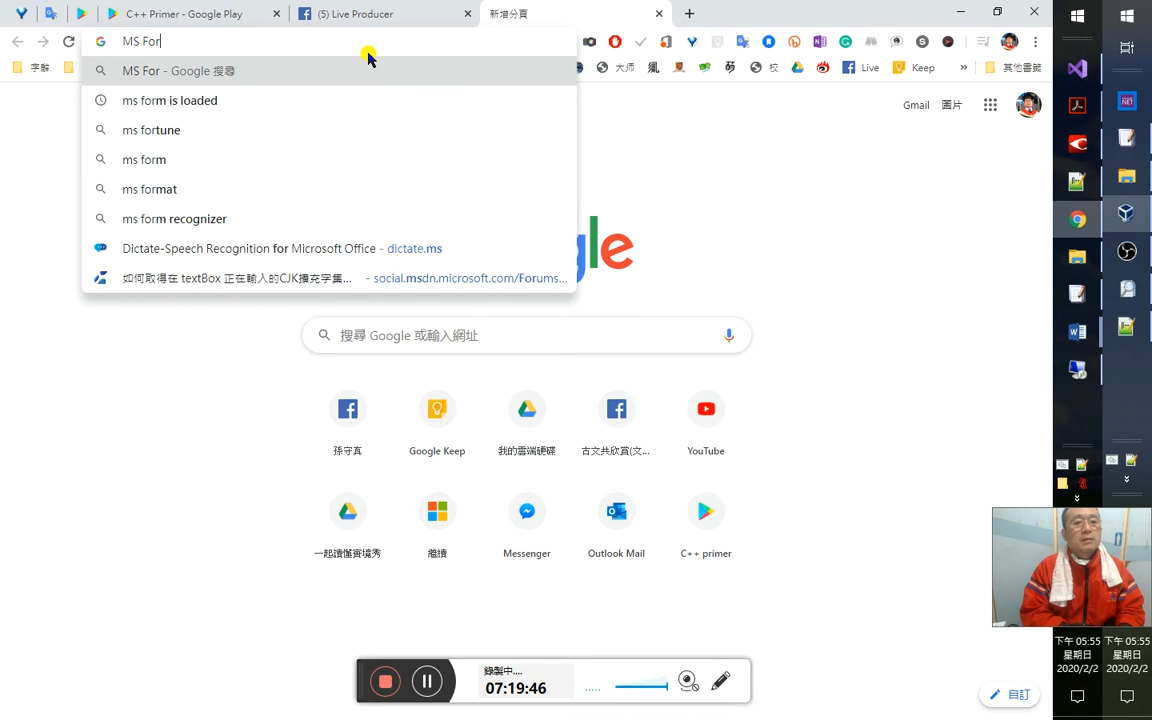 C++ Primer - Google Play
(5) Live Producer
新增分頁
MS For
字辭
大师
校
Live
Keep
»
其他書籤
MS For - Google 搜尋
ms form is loaded
ms fortune
ms form
ms format
ms form recognizer
Dictate-Speech Recognition for Microsoft Office - dictate.ms
如何取得在 textBox 正在輸入的CJK擴充字集... - social.msdn.microsoft.com/Forums...
Gmail 圖片
gle
搜尋 Google 或輸入網址
孫守真
Google Keep
我的雲端硬碟
古文共欣賞(文...
YouTube
一起讀懂實境秀
繼續
Messenger
Outlook Mail
C++ primer
錄製中....
07:19:46
自訂
下午 05:55 下午 05:55
星期日 星期日
2020/2/2 2020/2/2